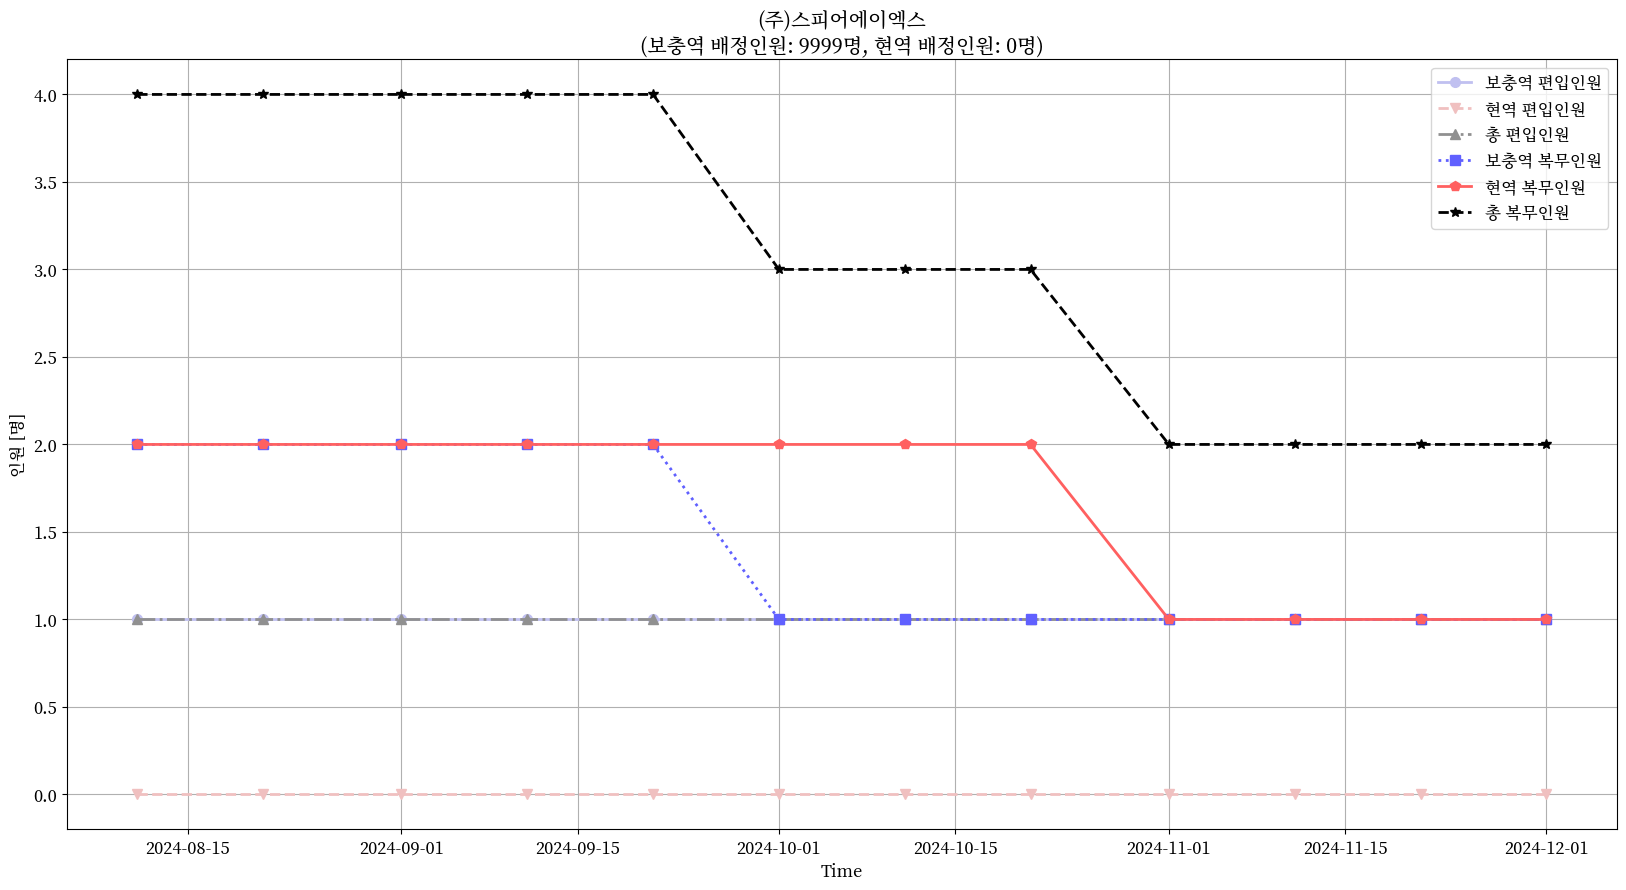 (주)스피어에이엑스
(보충역 배정인원: 9999명, 현역 배정인원: 0명)
보충역 편입인원
현역 편입인원
총 편입인원
보충역 복무인원
현역 복무인원
총 복무인원
인원 [명]
4.0
3.5
3.0
2.5
2.0
1.5
1.0
0.5
0.0
2024-08-15 2024-09-01 2024-09-15 2024-10-01 2024-10-15 2024-11-01 2024-11-15 2024-12-01
Time